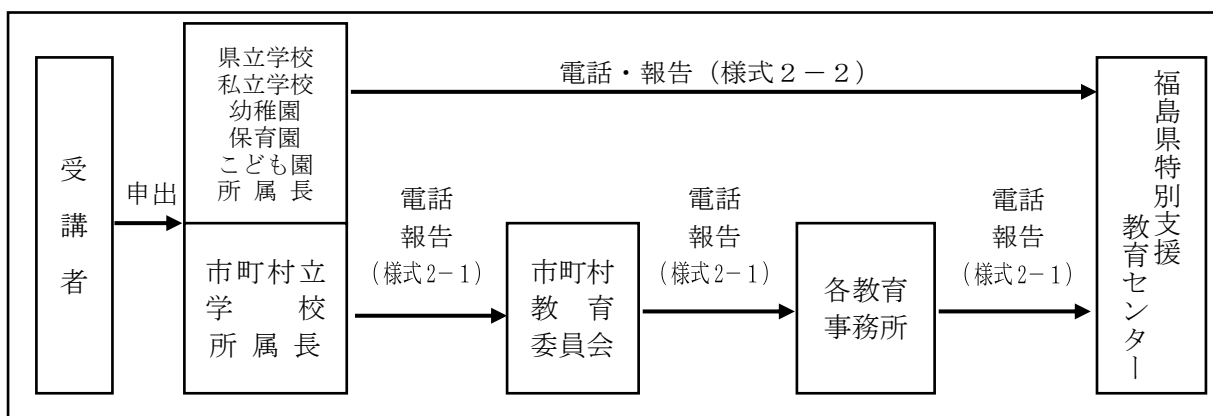 受講者
申出
県立学校
私立学校
幼稚園
保育園
こども園
所属長
市町村立
学校
所属長
電話・報告（様式２－２）
電話
報告
（様式2－1）
市町村
教育
委員会
電話
報告
（様式2－1）
各教育
事務所
電話
報告
（様式2－1）
福島県特別支援
教育センター